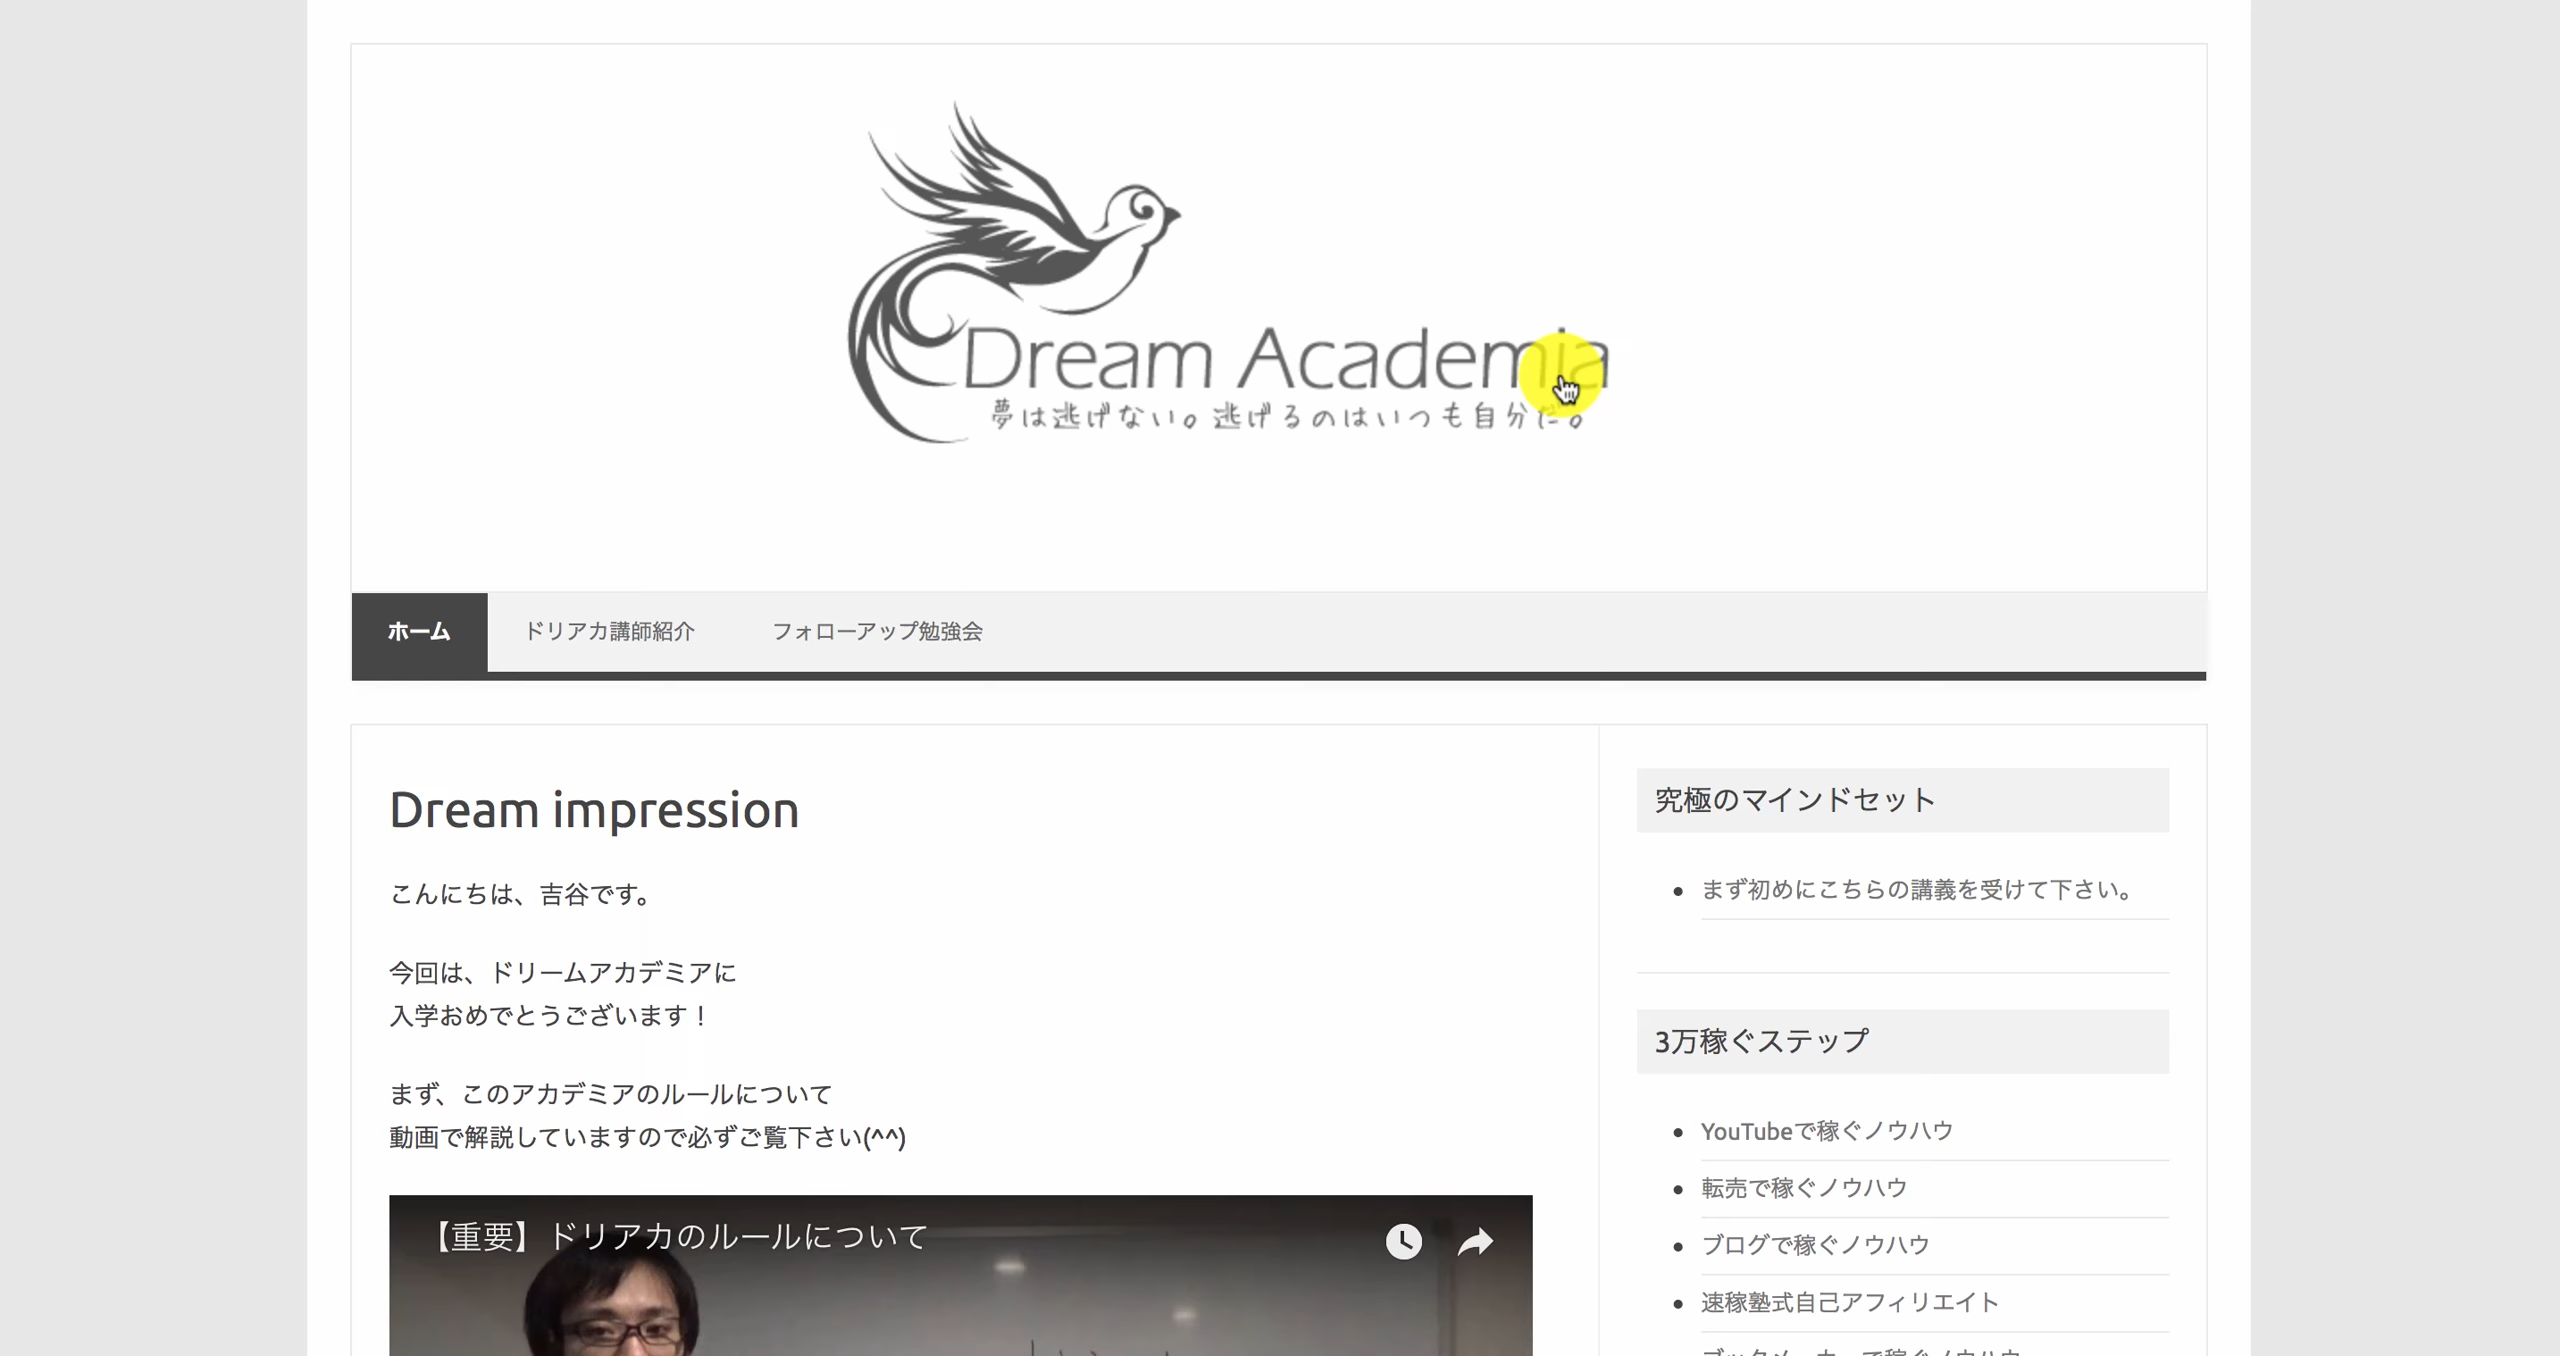 Dream Academia
夢は逃げない。逃げるのはいつも自分だ。
ホーム
ドリアカ講師紹介
フォローアップ勉強会
Dream impression
こんにちは、吉谷です。
今回は、ドリームアカデミアに
入学おめでとうございます！
まず、このアカデミアのルールについて
動画で解説していますので必ずご覧下さい(^^)
【重要】ドリアカのルールについて
究極のマインドセット
まず初めにこちらの講義を受けて下さい。
3万稼ぐステップ
YouTubeで稼ぐノウハウ
転売で稼ぐノウハウ
ブログで稼ぐノウハウ
速稼塾式自己アフィリエイト